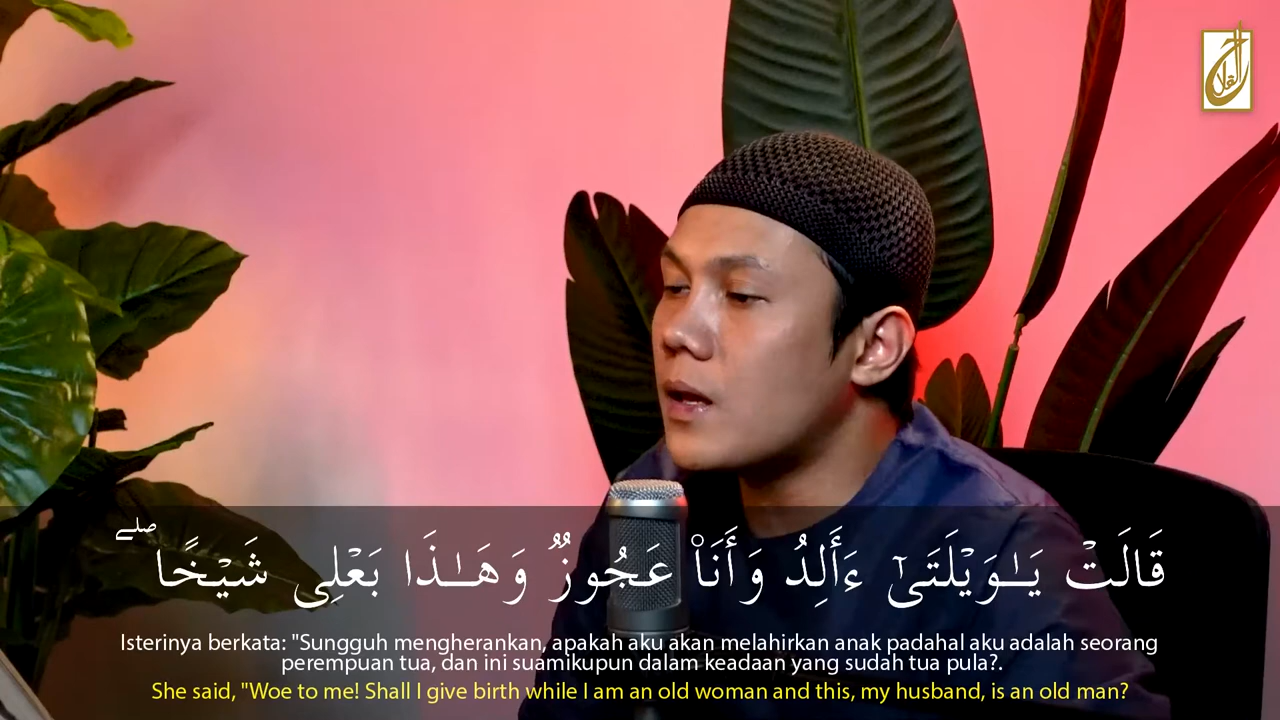 قَالَتْ يَـٰوَيْلَتَىٰٓ ءَأَلِدُ وَأَنَا۠ عَجُوزٌ وَهَـٰذَا بَعْلِى شَيْخًا ۖ
Isterinya berkata: "Sungguh mengherankan, apakah aku akan melahirkan anak padahal aku adalah seorang
perempuan tua, dan ini suamikupun dalam keadaan yang sudah tua pula?.
She said, "Woe to me! Shall I give birth while I am an old woman and this, my husband, is an old man?